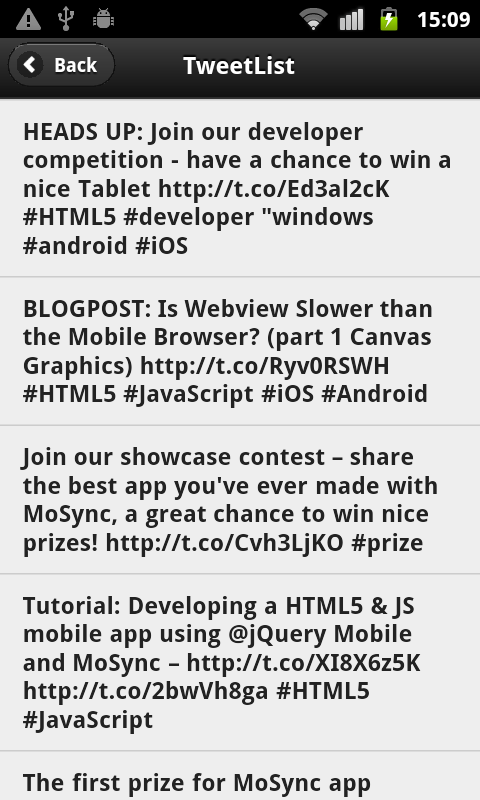 15:09
Back
TweetList
HEADS UP: Join our developer
competition - have a chance to win a
nice Tablet http://t.co/Ed3al2cK
#HTML5 #developer "windows
#android #iOS
BLOGPOST: Is Webview Slower than
the Mobile Browser? (part 1 Canvas
Graphics) http://t.co/Ryv0RSWH
#HTML5 #JavaScript #iOS #Android
Join our showcase contest – share
the best app you've ever made with
MoSync, a great chance to win nice
prizes! http://t.co/Cvh3LjKO #prize
Tutorial: Developing a HTML5 & JS
mobile app using @jQuery Mobile
and MoSync – http://t.co/XI8X6z5K
http://t.co/2bwVh8ga #HTML5
#JavaScript
The first prize for MoSync app